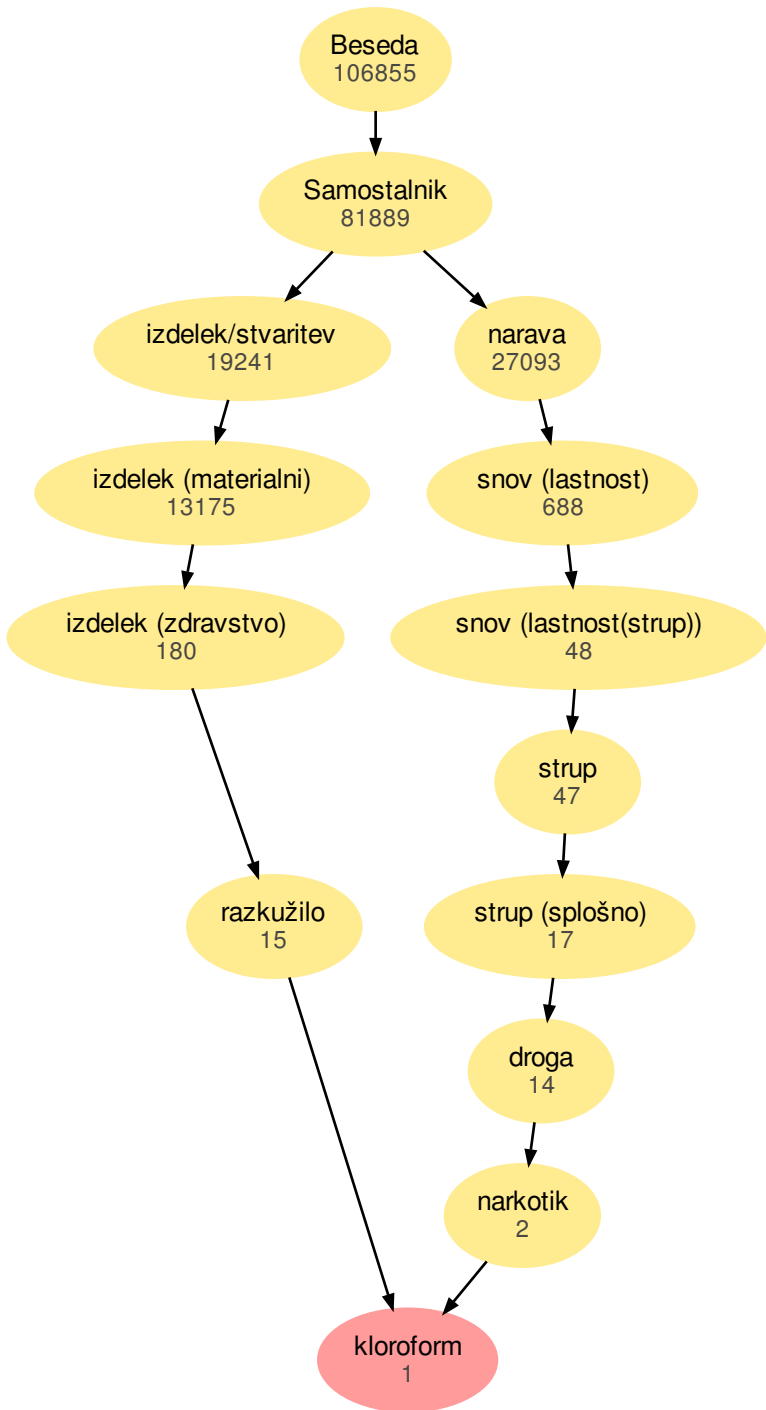 Beseda
106855
Samostalnik
81889
izdelek/stvaritev
19241
narava
27093
izdelek (materialni)
13175
snov (lastnost)
688
izdelek (zdravstvo)
180
snov (lastnost(strup))
48
strup
47
razkužilo
15
strup (splošno)
17
droga
14
narkotik
2
kloroform
1